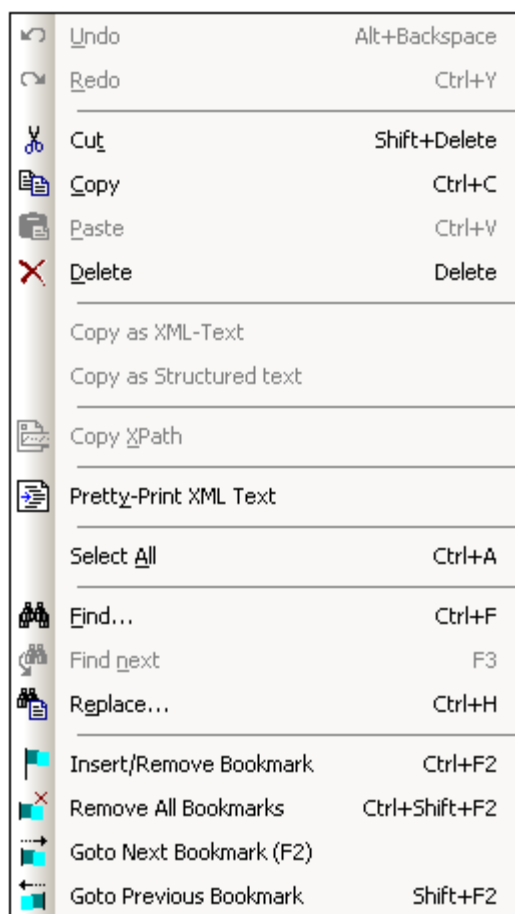 Undo Alt+Backspace
Redo Ctrl+Y
Cut Shift+Delete
Copy Ctrl+C
Paste Ctrl+V
Delete Delete
Copy as XML-Text
Copy as Structured text
Copy XPath
Pretty-Print XML Text
Select All Ctrl+A
Find... Ctrl+F
Find next F3
Replace... Ctrl+H
Insert/Remove Bookmark Ctrl+F2
Remove All Bookmarks Ctrl+Shift+F2
Goto Next Bookmark (F2)
Goto Previous Bookmark Shift+F2